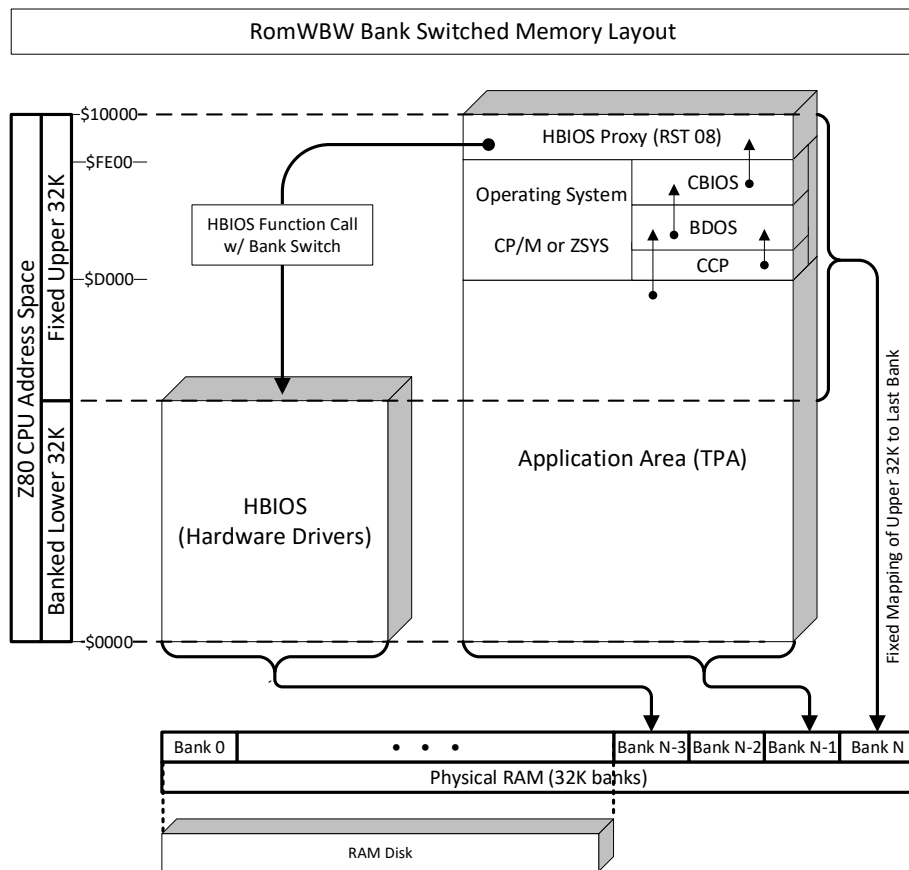 RomWBW Bank Switched Memory Layout
$10000
HBIOS Proxy (RST 08)
$FE00
CBIOS
Operating System
HBIOS Function Call
w/ Bank Switch
BDOS
CP/M or ZSYS
CCP
$D000
Z80 CPU Address Space
Fixed Upper 32K
Banked Lower 32K
Application Area (TPA)
HBIOS
(Hardware Drivers)
Fixed Mapping of Upper 32K to Last Bank
$0000
Bank 0
Bank N-3
Bank N-2
Bank N-1
Bank N
Physical RAM (32K banks)
RAM Disk